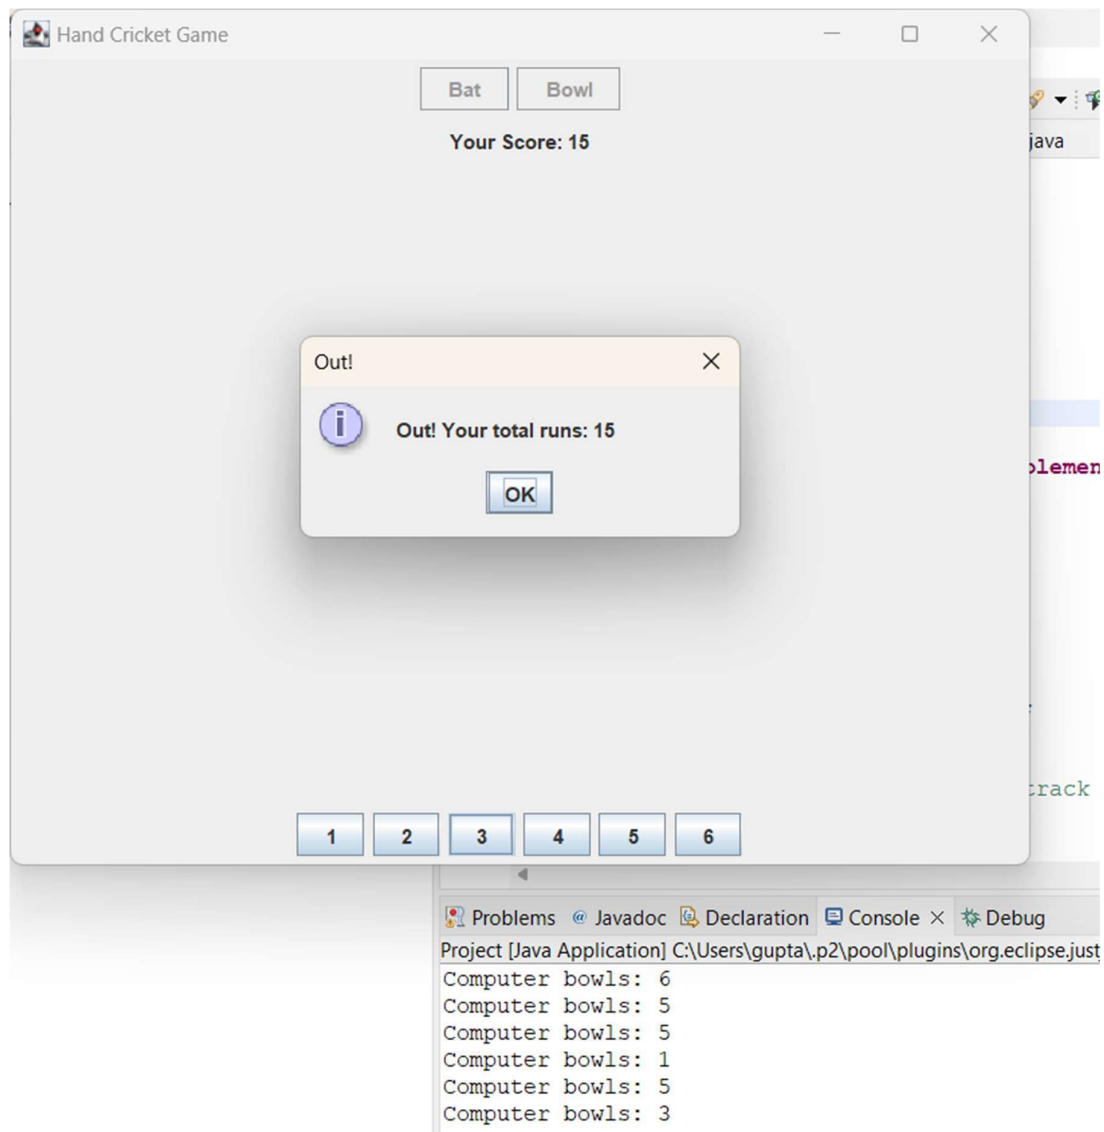 Hand Cricket Game
Bat Bowl
Your Score: 15
java
Out!
i
Out! Your total runs: 15
OK
plemen
track
1 2 3 4 5 6
Problems @ Javadoc Declaration Console Debug
Project [Java Application] C:\Users\gupta\.p2\pool\plugins\org.eclipse.just
Computer bowls: 6
Computer bowls: 5
Computer bowls: 5
Computer bowls: 1
Computer bowls: 5
Computer bowls: 3